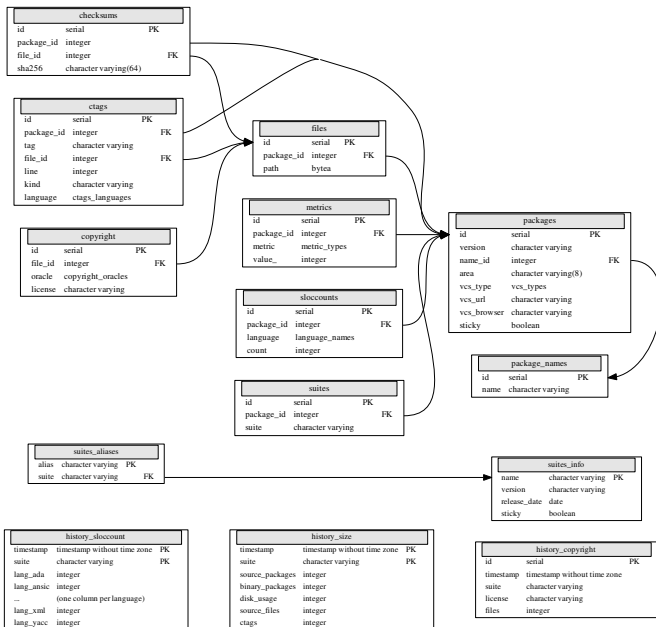 checksums
id serial PK
package_id integer
file_id integer FK
sha256 character varying(64)
ctags
id serial PK
package_id integer FK
tag character varying
file_id integer FK
line integer
kind character varying
language ctags_languages
copyright
id serial PK
file_id integer FK
oracle copyright_oracles
license character varying
files
id serial PK
package_id integer FK
path bytea
metrics
id serial PK
package_id integer FK
metric metric_types
value_ integer
sloccounts
id serial PK
package_id integer FK
language language_names
count integer
suites
id serial PK
package_id integer FK
suite character varying
packages
id serial PK
version character varying
name_id integer FK
area character varying(8)
vcs_type vcs_types
vcs_url character varying
vcs_browser character varying
sticky boolean
package_names
id serial PK
name character varying
suites_aliases
alias character varying PK
suite character varying FK
suites_info
name character varying PK
version character varying
release_date date
sticky boolean
history_sloccount
timestamp timestamp without time zone PK
suite character varying PK
lang_ada integer
lang_ansic integer
... (one column per language)
lang_xml integer
lang_yacc integer
history_size
timestamp timestamp without time zone PK
suite character varying PK
source_packages integer
binary_packages integer
disk_usage integer
source_files integer
ctags integer
history_copyright
id serial PK
timestamp timestamp without time zone
suite character varying
license character varying
files integer